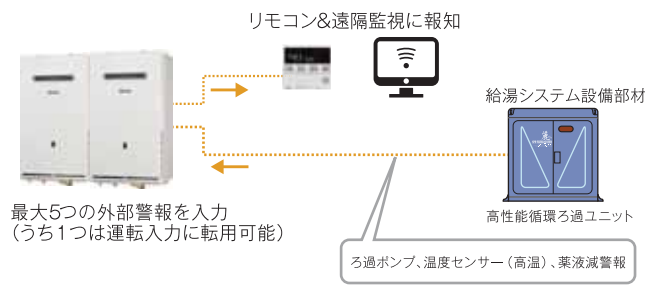 リモコン&遠隔監視に報知
給湯システム設備部材
最大5つの外部警報を入力
(うち1つは運転入力に転用可能)
高性能循環ろ過ユニット
ろ過ポンプ、温度センサー(高温)、薬液減警報